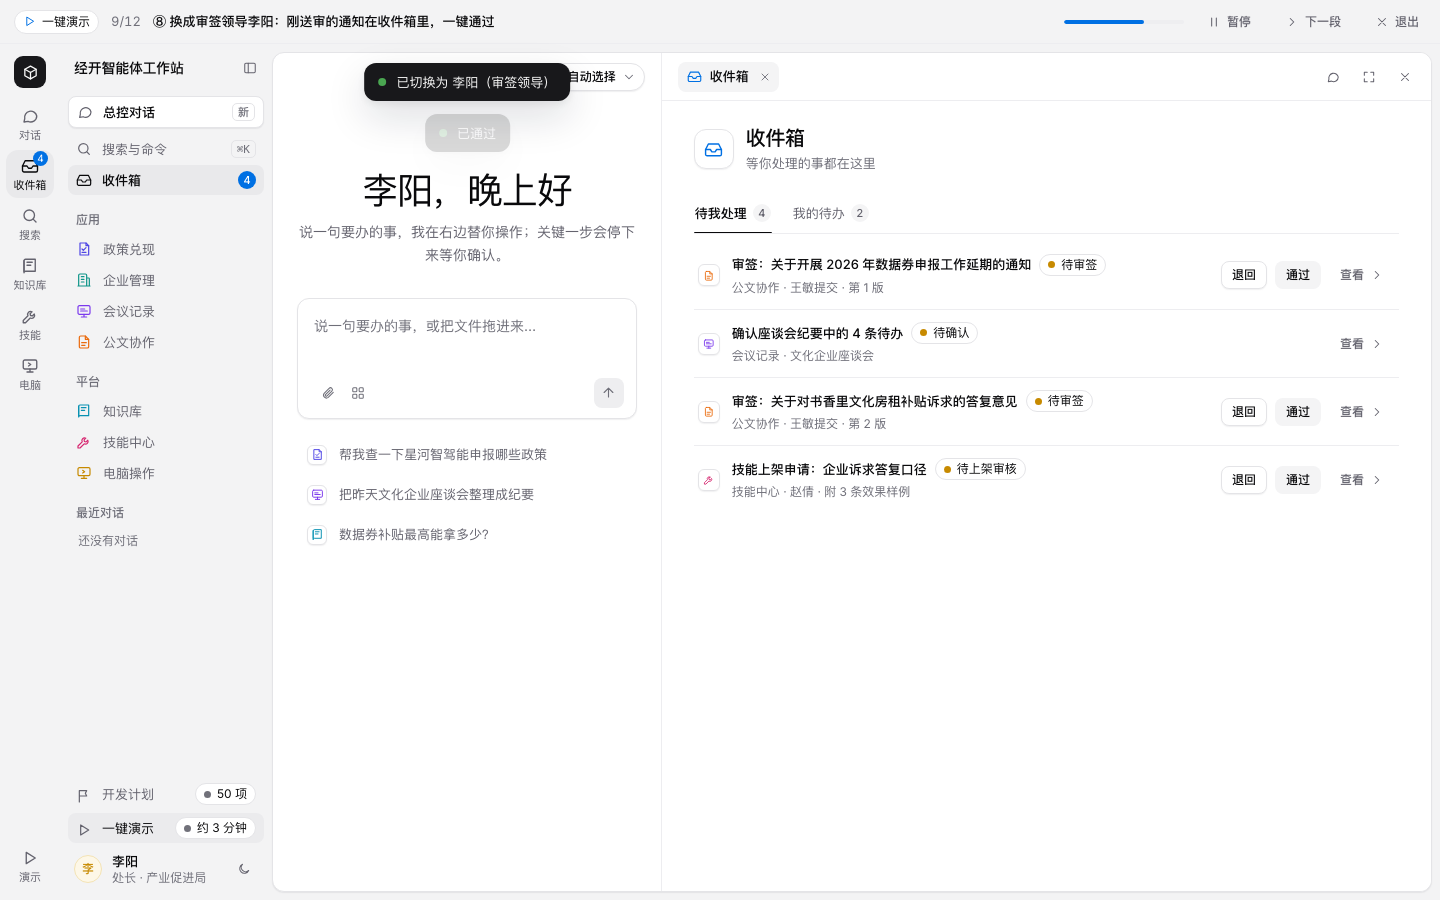 一键演示 9/12 ⑧ 换成审签领导李阳：刚送审的通知在收件箱里，一键通过 暂停 下一段 退出
对话
4
收件箱
搜索
知识库
技能
电脑
演示
经开智能体工作站
总控对话 新
搜索与命令 ⌘K
收件箱 4
应用
政策兑现
企业管理
会议记录
公文协作
平台
知识库
技能中心
电脑操作
最近对话
还没有对话
开发计划 50 项
一键演示 约 3 分钟
李 李阳
处长 · 产业促进局
已切换为 李阳（审签领导） 自动选择
已通过
李阳，晚上好
说一句要办的事，我在右边替你操作；关键一步会停下
来等你确认。
说一句要办的事，或把文件拖进来...
帮我查一下星河智驾能申报哪些政策
把昨天文化企业座谈会整理成纪要
数据券补贴最高能拿多少?
收件箱
收件箱
等你处理的事都在这里
待我处理 4 我的待办 2
审签：关于开展 2026 年数据券申报工作延期的通知 待审签 退回 通过 查看
公文协作 · 王敏提交 · 第 1 版
确认座谈会纪要中的 4 条待办 待确认 查看
会议记录 · 文化企业座谈会
审签：关于对书香里文化房租补贴诉求的答复意见 待审签 退回 通过 查看
公文协作 · 王敏提交 · 第 2 版
技能上架申请：企业诉求答复口径 待上架审核 退回 通过 查看
技能中心 · 赵倩 · 附 3 条效果样例